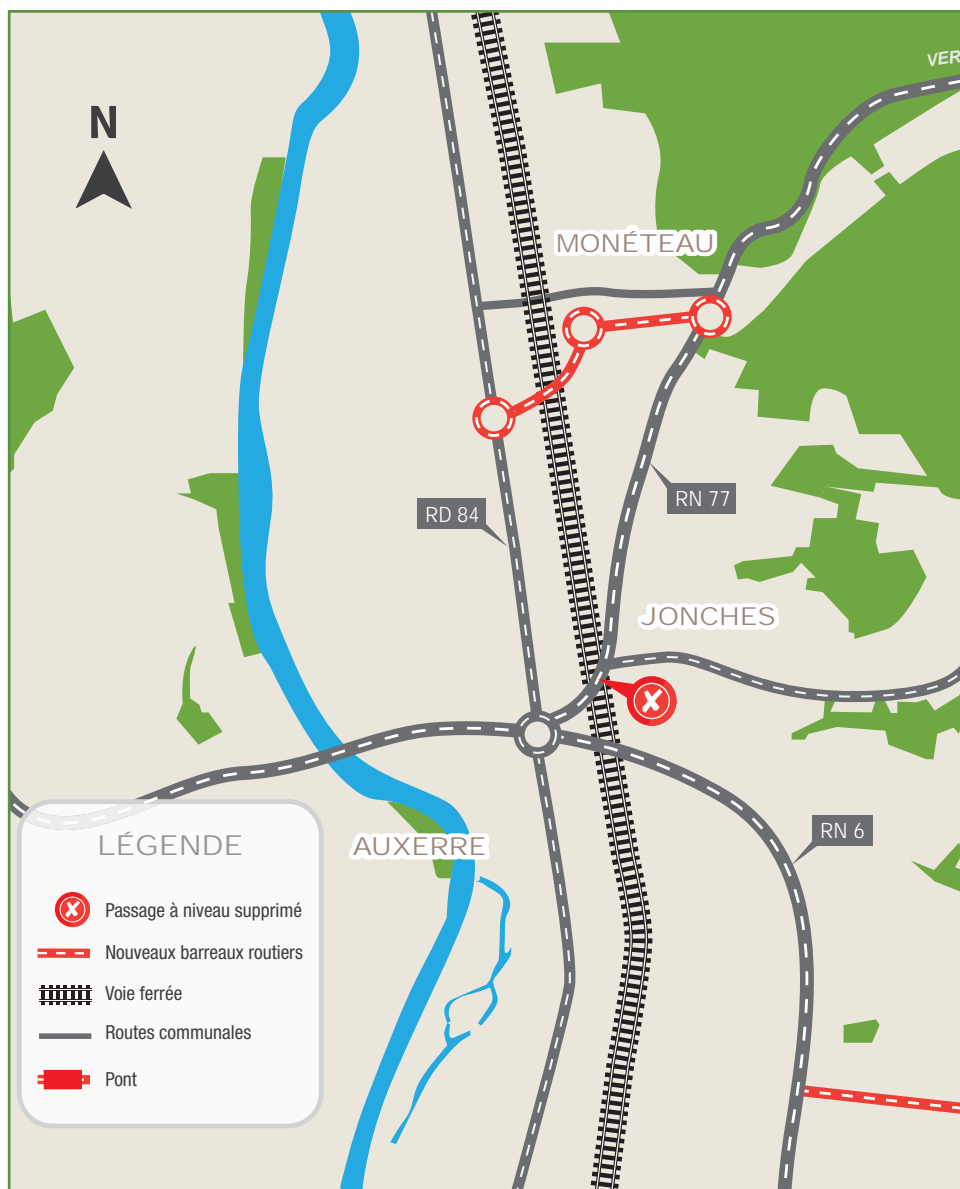 VER
N
MONÉTEAU
RD 84
RN 77
JONCHES
RN 6
AUXERRE
LÉGENDE
Passage à niveau supprimé
Nouveaux barreaux routiers
Voie ferrée
Routes communales
Pont